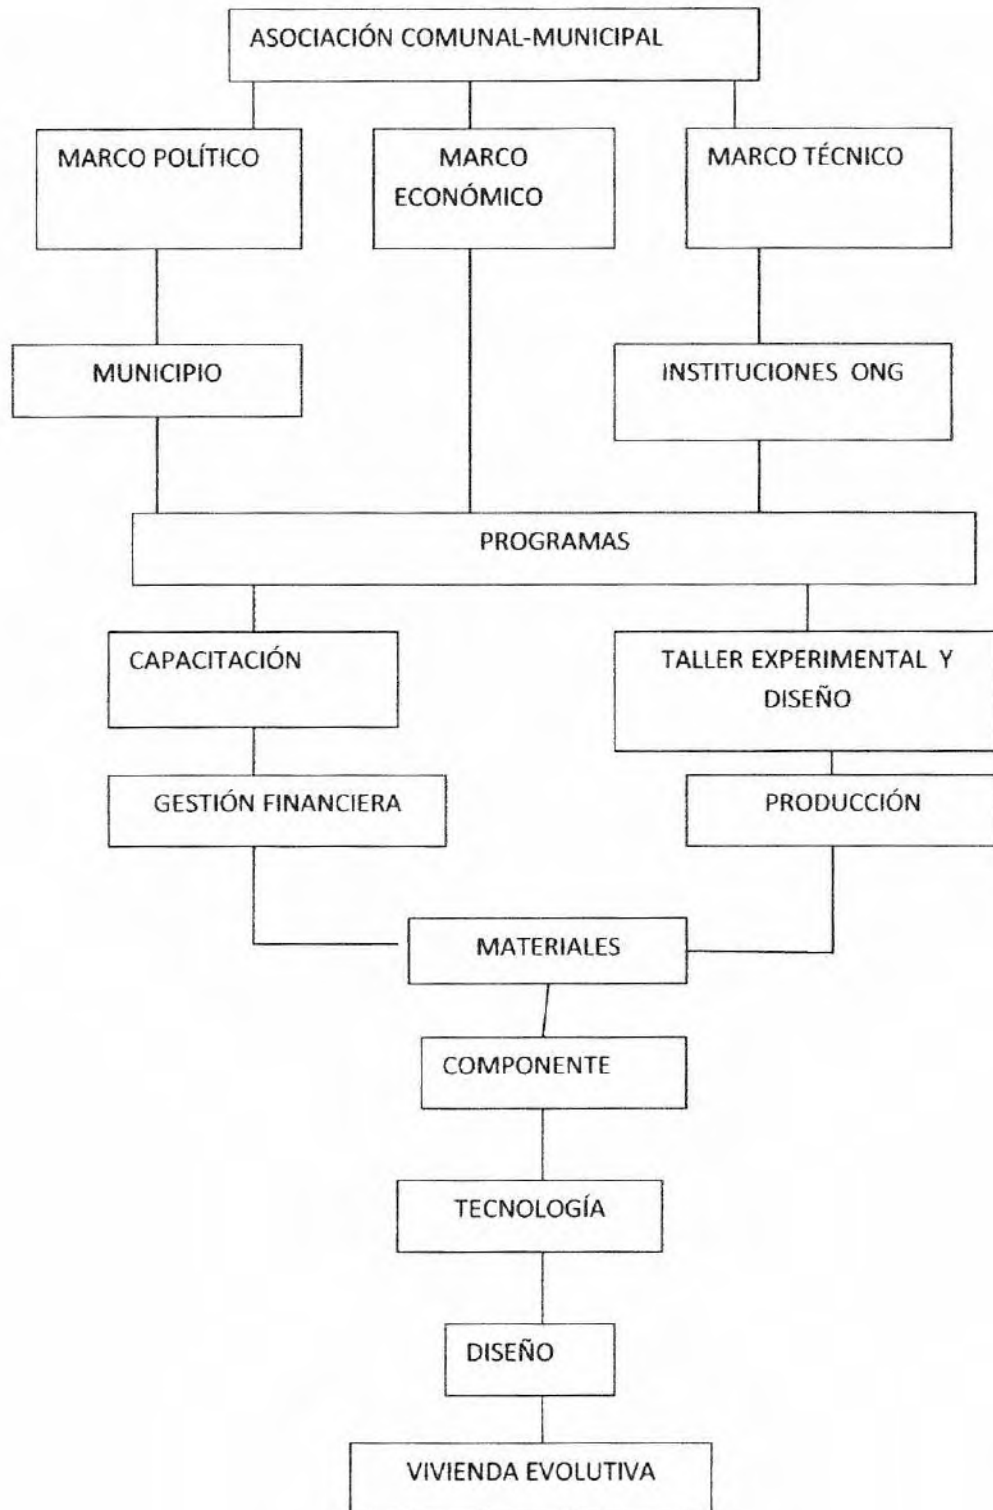 ASOCIACIÓN COMUNAL-MUNICIPAL
MARCO POLÍTICO
MARCO
ECONÓMICO
MARCO TÉCNICO
MUNICIPIO
INSTITUCIONES ONG
PROGRAMAS
CAPACITACIÓN
TALLER EXPERIMENTAL Y
DISEÑO
GESTIÓN FINANCIERA
PRODUCCIÓN
MATERIALES
COMPONENTE
TECNOLOGÍA
DISEÑO
VIVIENDA EVOLUTIVA